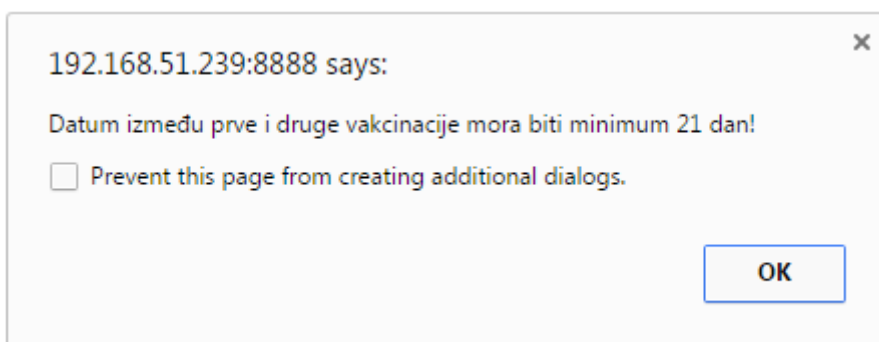 192.168.51.239:8888 says:
Datum između prve i druge vakcinacije mora biti minimum 21 dan!
Prevent this page from creating additional dialogs.
OK